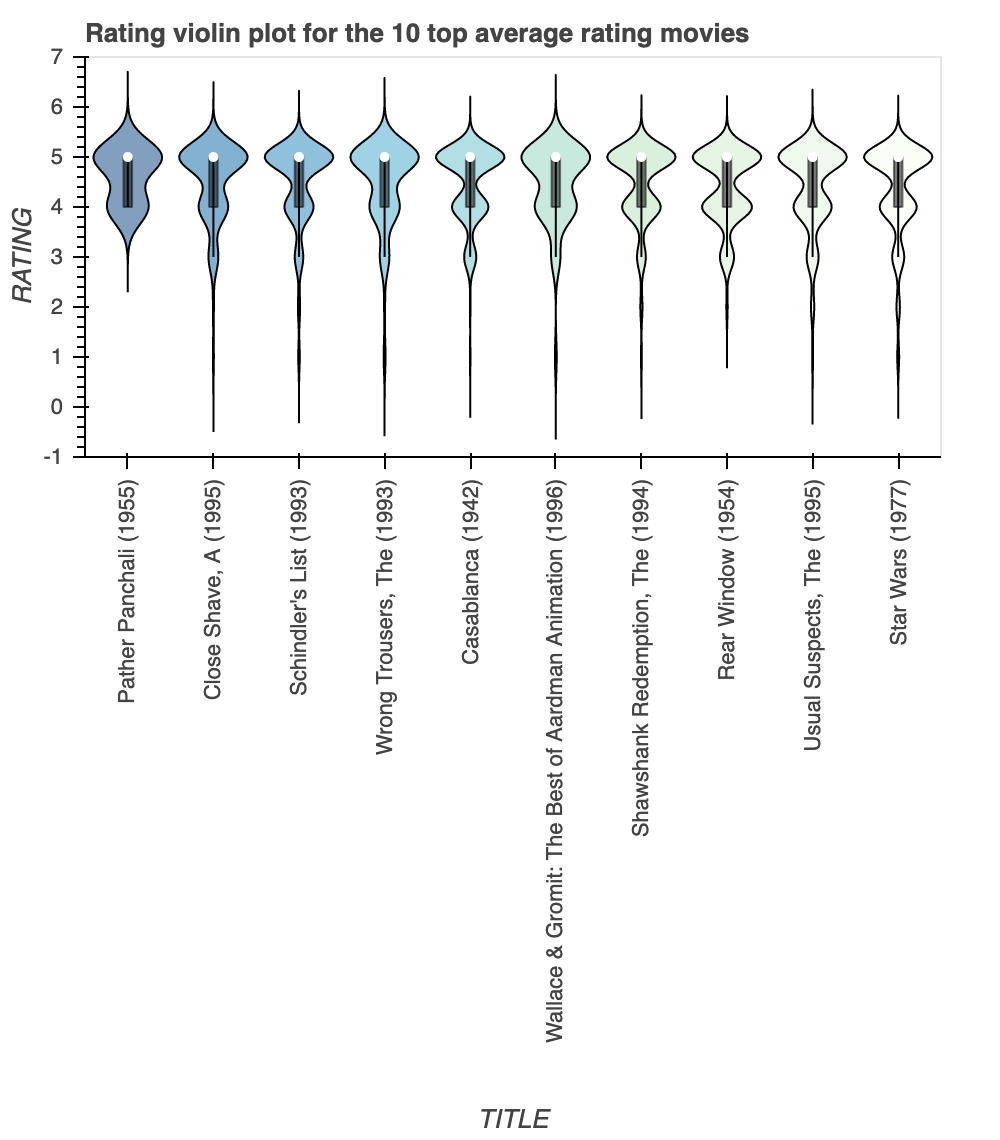 Rating violin plot for the 10 top average rating movies
7
6
5
4
3
2
1
0
-1
RATING
Pather Panchali (1955)
Close Shave, A (1995)
Schindler's List (1993)
Wrong Trousers, The (1993)
Casablanca (1942)
Wallace & Gromit: The Best of Aardman Animation (1996)
Shawshank Redemption, The (1994)
Rear Window (1954)
Usual Suspects, The (1995)
Star Wars (1977)
TITLE